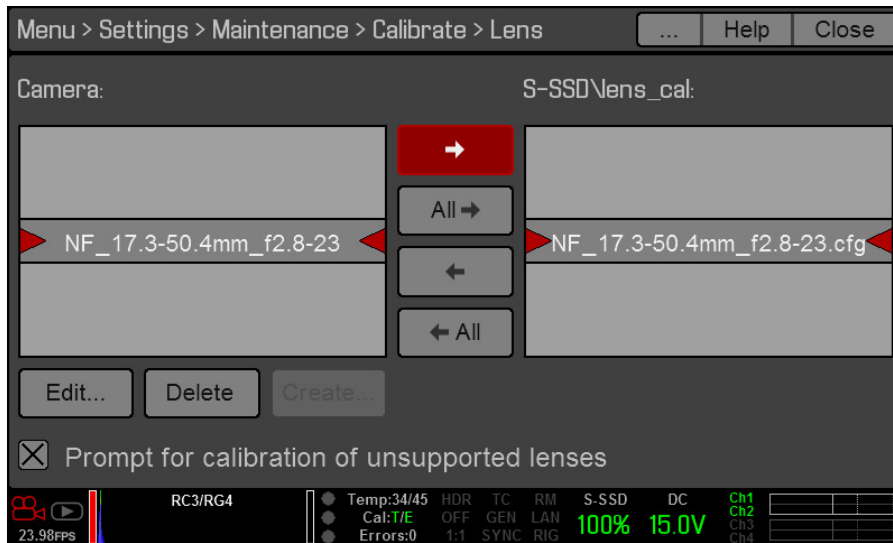 Menu > Settings > Maintenance > Calibrate > Lens ... Help Close
Camera: S-SSD\lens_cal:
All
NF_17.3-50.4mm_f2.8-23 NF_17.3-50.4mm_f2.8-23.cfg
All
Edit... Delete Create...
Prompt for calibration of unsupported lenses
RC3/RG4 Temp:34/45 HDR TC RM S-SSD DC Ch1
Cal:T/E OFF GEN LAN 100% 15.0V Ch2
23.98FPS Errors:0 1:1 SYNC RIG Ch3
Ch4